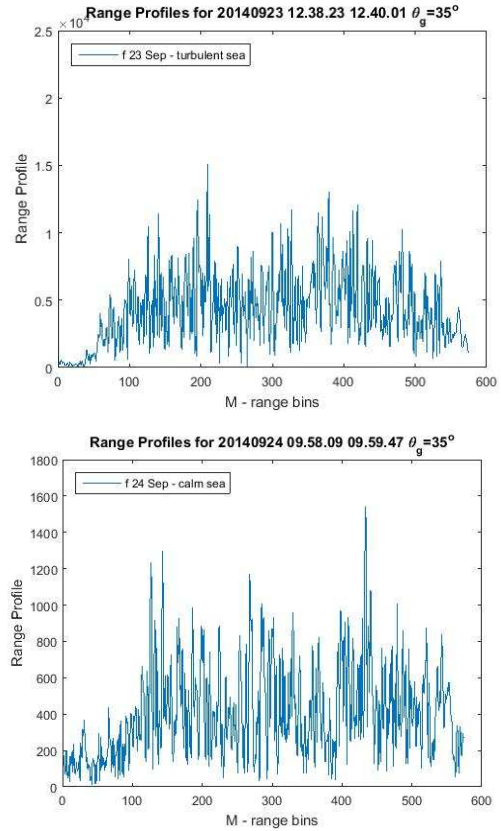 Range Profiles for 20140923 12.38.23 12.40.01 θg=35°
×10⁴
f 23 Sep - turbulent sea
2.5
2
1.5
1
0.5
0
Range Profile
0 100 200 300 400 500 600
M - range bins
Range Profiles for 20140924 09.58.09 09.59.47 θg=35°
f 24 Sep - calm sea
1800
1600
1400
1200
1000
800
600
400
200
0
Range Profile
0 100 200 300 400 500 600
M - range bins